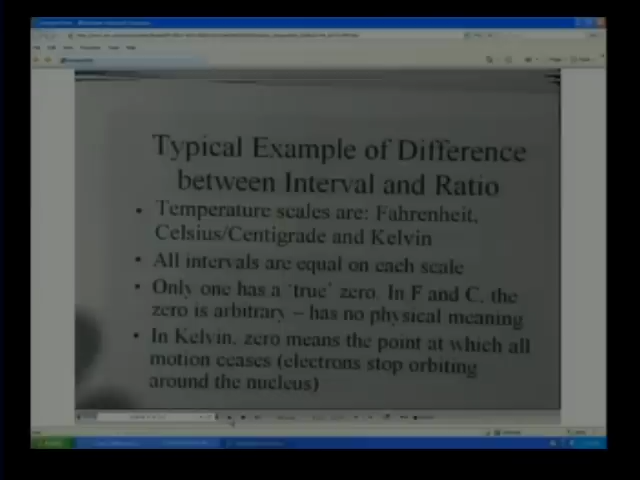 Typical Example of Difference
between Interval and Ratio
• Temperature scales are: Fahrenheit,
Celsius/Centigrade and Kelvin
• All intervals are equal on each scale
• Only one has a 'true' zero. In F and C, the
zero is arbitrary – has no physical meaning
• In Kelvin, zero means the point at which all
motion ceases (electrons stop orbiting
around the nucleus)